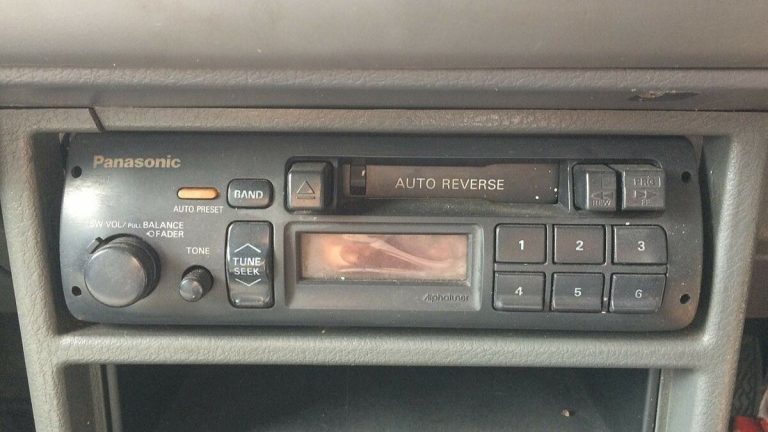 Panasonic
AUTO PRESET
BAND
AUTO REVERSE
REW
VOL/PULL BALANCE
FADER
TONE
TUNE
SEEK
1 2 3
4 5 6